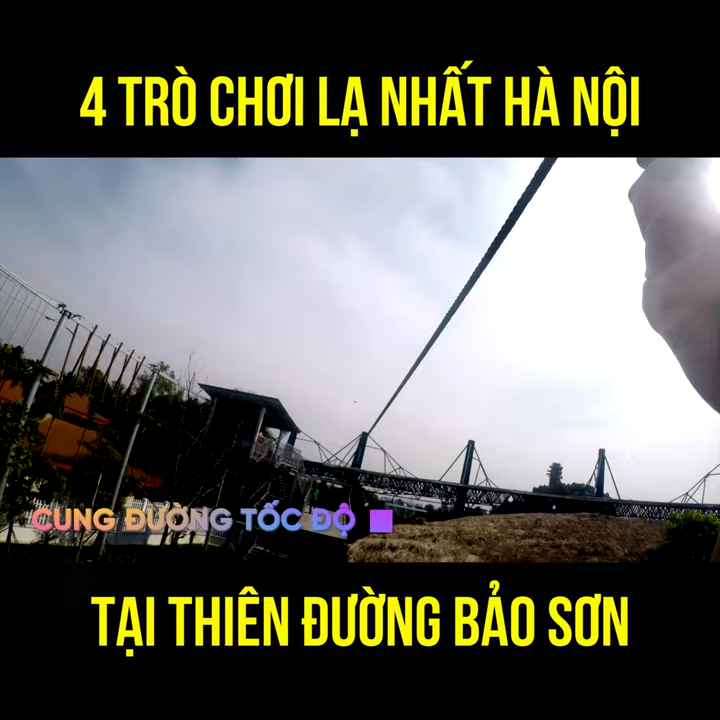 4 TRÒ CHƠI LẠ NHẤT HÀ NỘI
CUNG ĐƯỜNG TỐC ĐỘ
TẠI THIÊN ĐƯỜNG BẢO SƠN